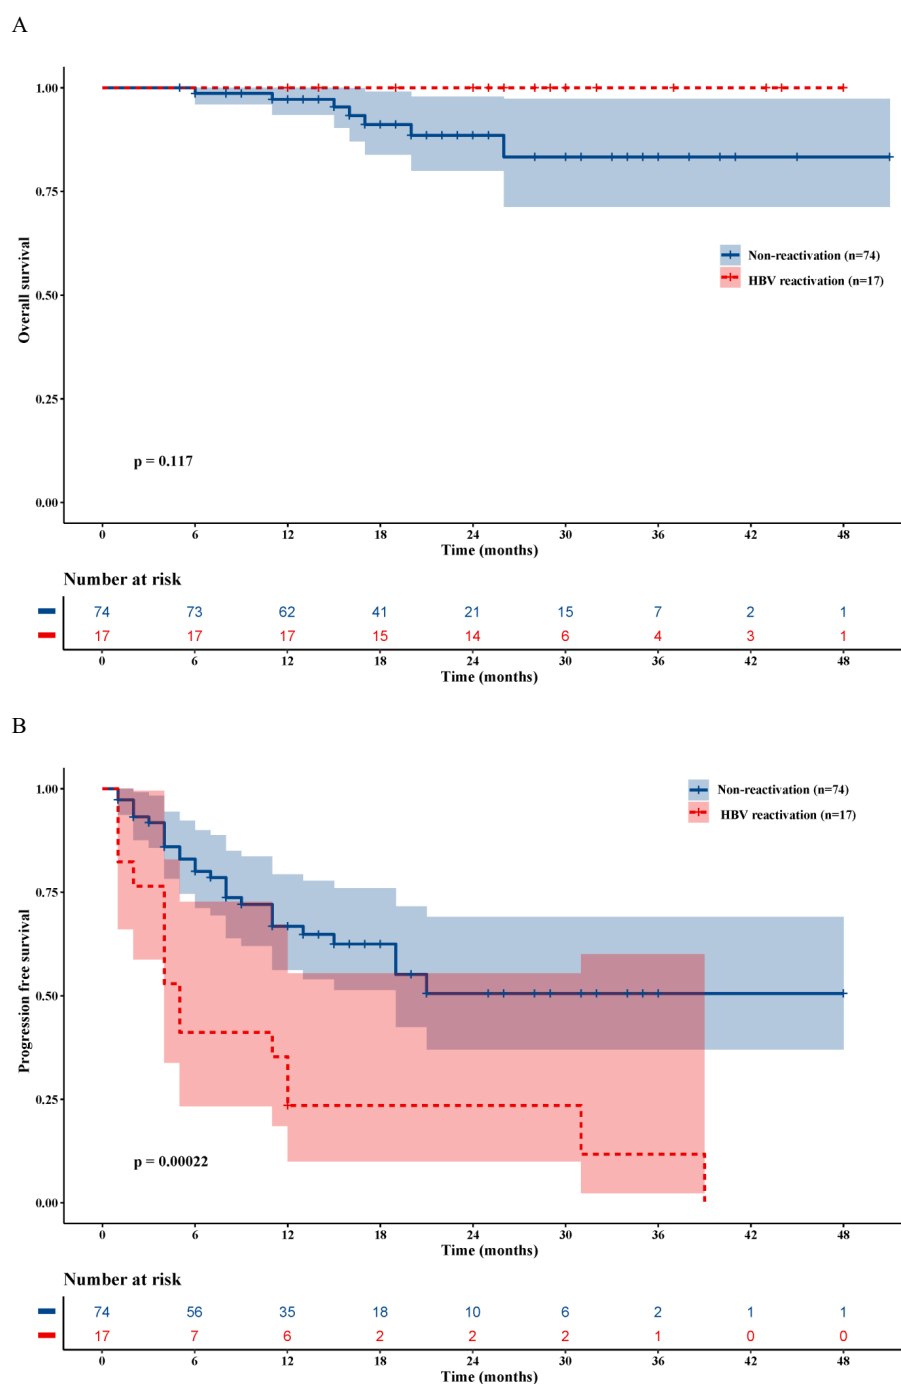 A
1.00
0.75
0.50
0.25
0.00
Overall survival
Non-reactivation (n=74)
HBV reactivation (n=17)
p = 0.117
0 6 12 18 24 30 36 42 48
Time (months)
Number at risk
74 73 62 41 21 15 7 2 1
17 17 17 15 14 6 4 3 1
0 6 12 18 24 30 36 42 48
Time (months)
B
1.00
0.75
0.50
0.25
0.00
Progression free survival
Non-reactivation (n=74)
HBV reactivation (n=17)
p = 0.00022
0 6 12 18 24 30 36 42 48
Time (months)
Number at risk
74 56 35 18 10 6 2 1 1
17 7 6 2 2 2 1 0 0
0 6 12 18 24 30 36 42 48
Time (months)